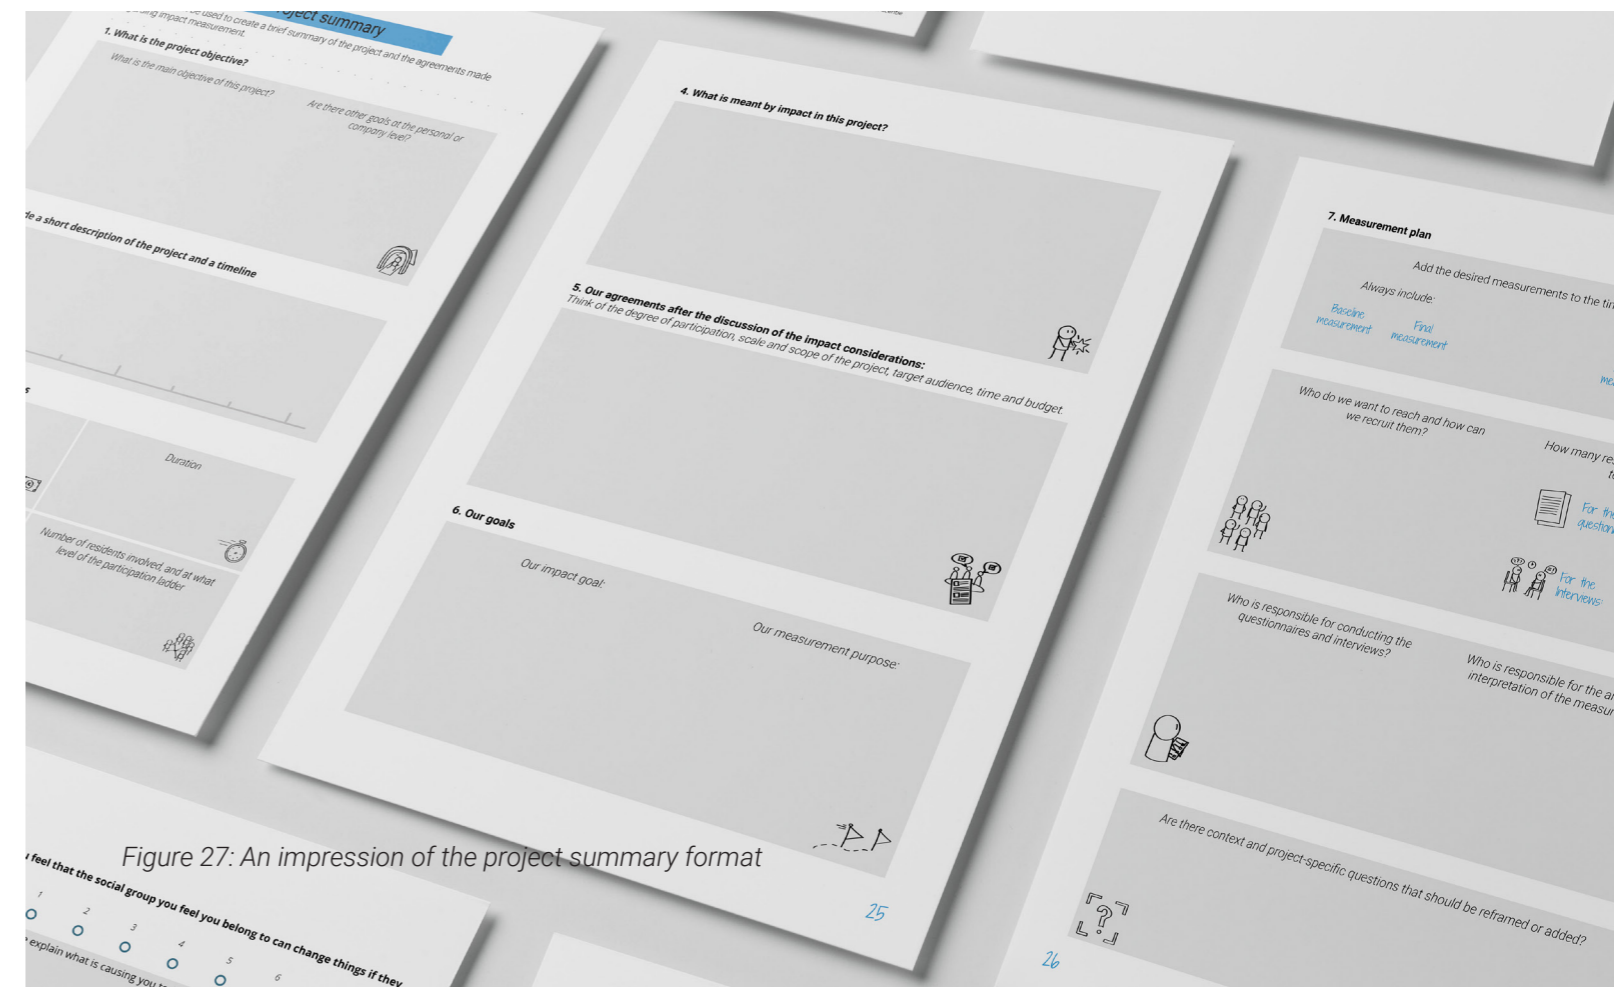 oject summary
be used to create a brief summary of the project and the agreements made
impact measurement.
1. What is the project objective?
What is the main objective of this project?
Are there other goals at the personal or
company level?
a short description of the project and a timeline
Duration
Number of residents involved, and at what
level of the participation ladder
4. What is meant by impact in this project?
5. Our agreements after the discussion of the impact considerations:
Think of the degree of participation, scale and scope of the project, target audience, time and budget.
6. Our goals
Our impact goal:
Our measurement purpose:
25
7. Measurement plan
Add the desired measurements to the tim
Always include:
Baseline
measurement
Final
measurement
Who do we want to reach and how can
we recruit them?
How many res
to
For the
question
For the
interviews:
Who is responsible for conducting the
questionnaires and interviews?
Who is responsible for the an
interpretation of the measur
Are there context and project-specific questions that should be reframed or added?
26
Figure 27: An impression of the project summary format
feel that the social group you feel you belong to can change things if they
1 2 3 4 5 6
explain what is causing you to